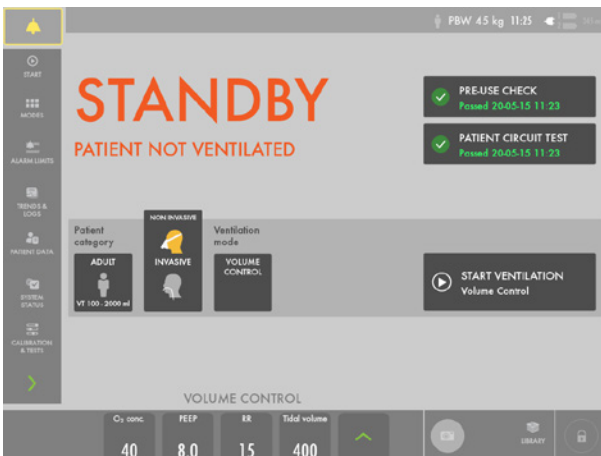 PBW 45 kg 11:25
START
MODES
ALARM LIMITS
TRENDS &
LOGS
PATIENT DATA
SYSTEM
STATUS
CALIBRATION
& TESTS
STANDBY
PATIENT NOT VENTILATED
PRE-USE CHECK
Passed 20-05-15 11:23
PATIENT CIRCUIT TEST
Passed 20-05-15 11:23
Patient
category
ADULT
VT 100 - 2000 ml
NON INVASIVE
INVASIVE
Ventilation
mode
VOLUME
CONTROL
START VENTILATION
Volume Control
VOLUME CONTROL
O₂ conc. PEEP RR Tidal volume
40 8.0 15 400
LIBRARY